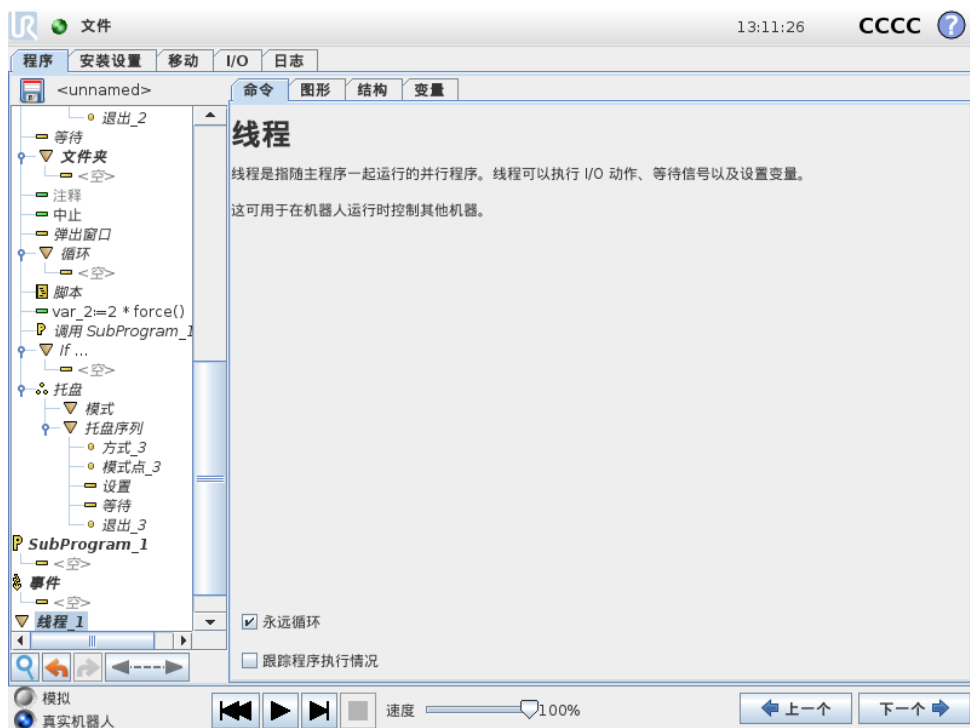 UR 文件 13:11:26 CCCC ?
程序 安装设置 移动 I/O 日志
<unnamed>
命令 图形 结构 变量
退出_2
等待
文件夹
<空>
注释
中止
弹出窗口
循环
<空>
脚本
var_2≔2 * force()
P 调用 SubProgram_1
If ...
<空>
托盘
模式
托盘序列
方式_3
模式点_3
设置
等待
退出_3
P SubProgram_1
<空>
事件
<空>
线程_1
线程
线程是指随主程序一起运行的并行程序。线程可以执行 I/O 动作、等待信号以及设置变量。
这可用于在机器人运行时控制其他机器。
永远循环
跟踪程序执行情况
模拟
真实机器人
速度 100%
上一个 下一个